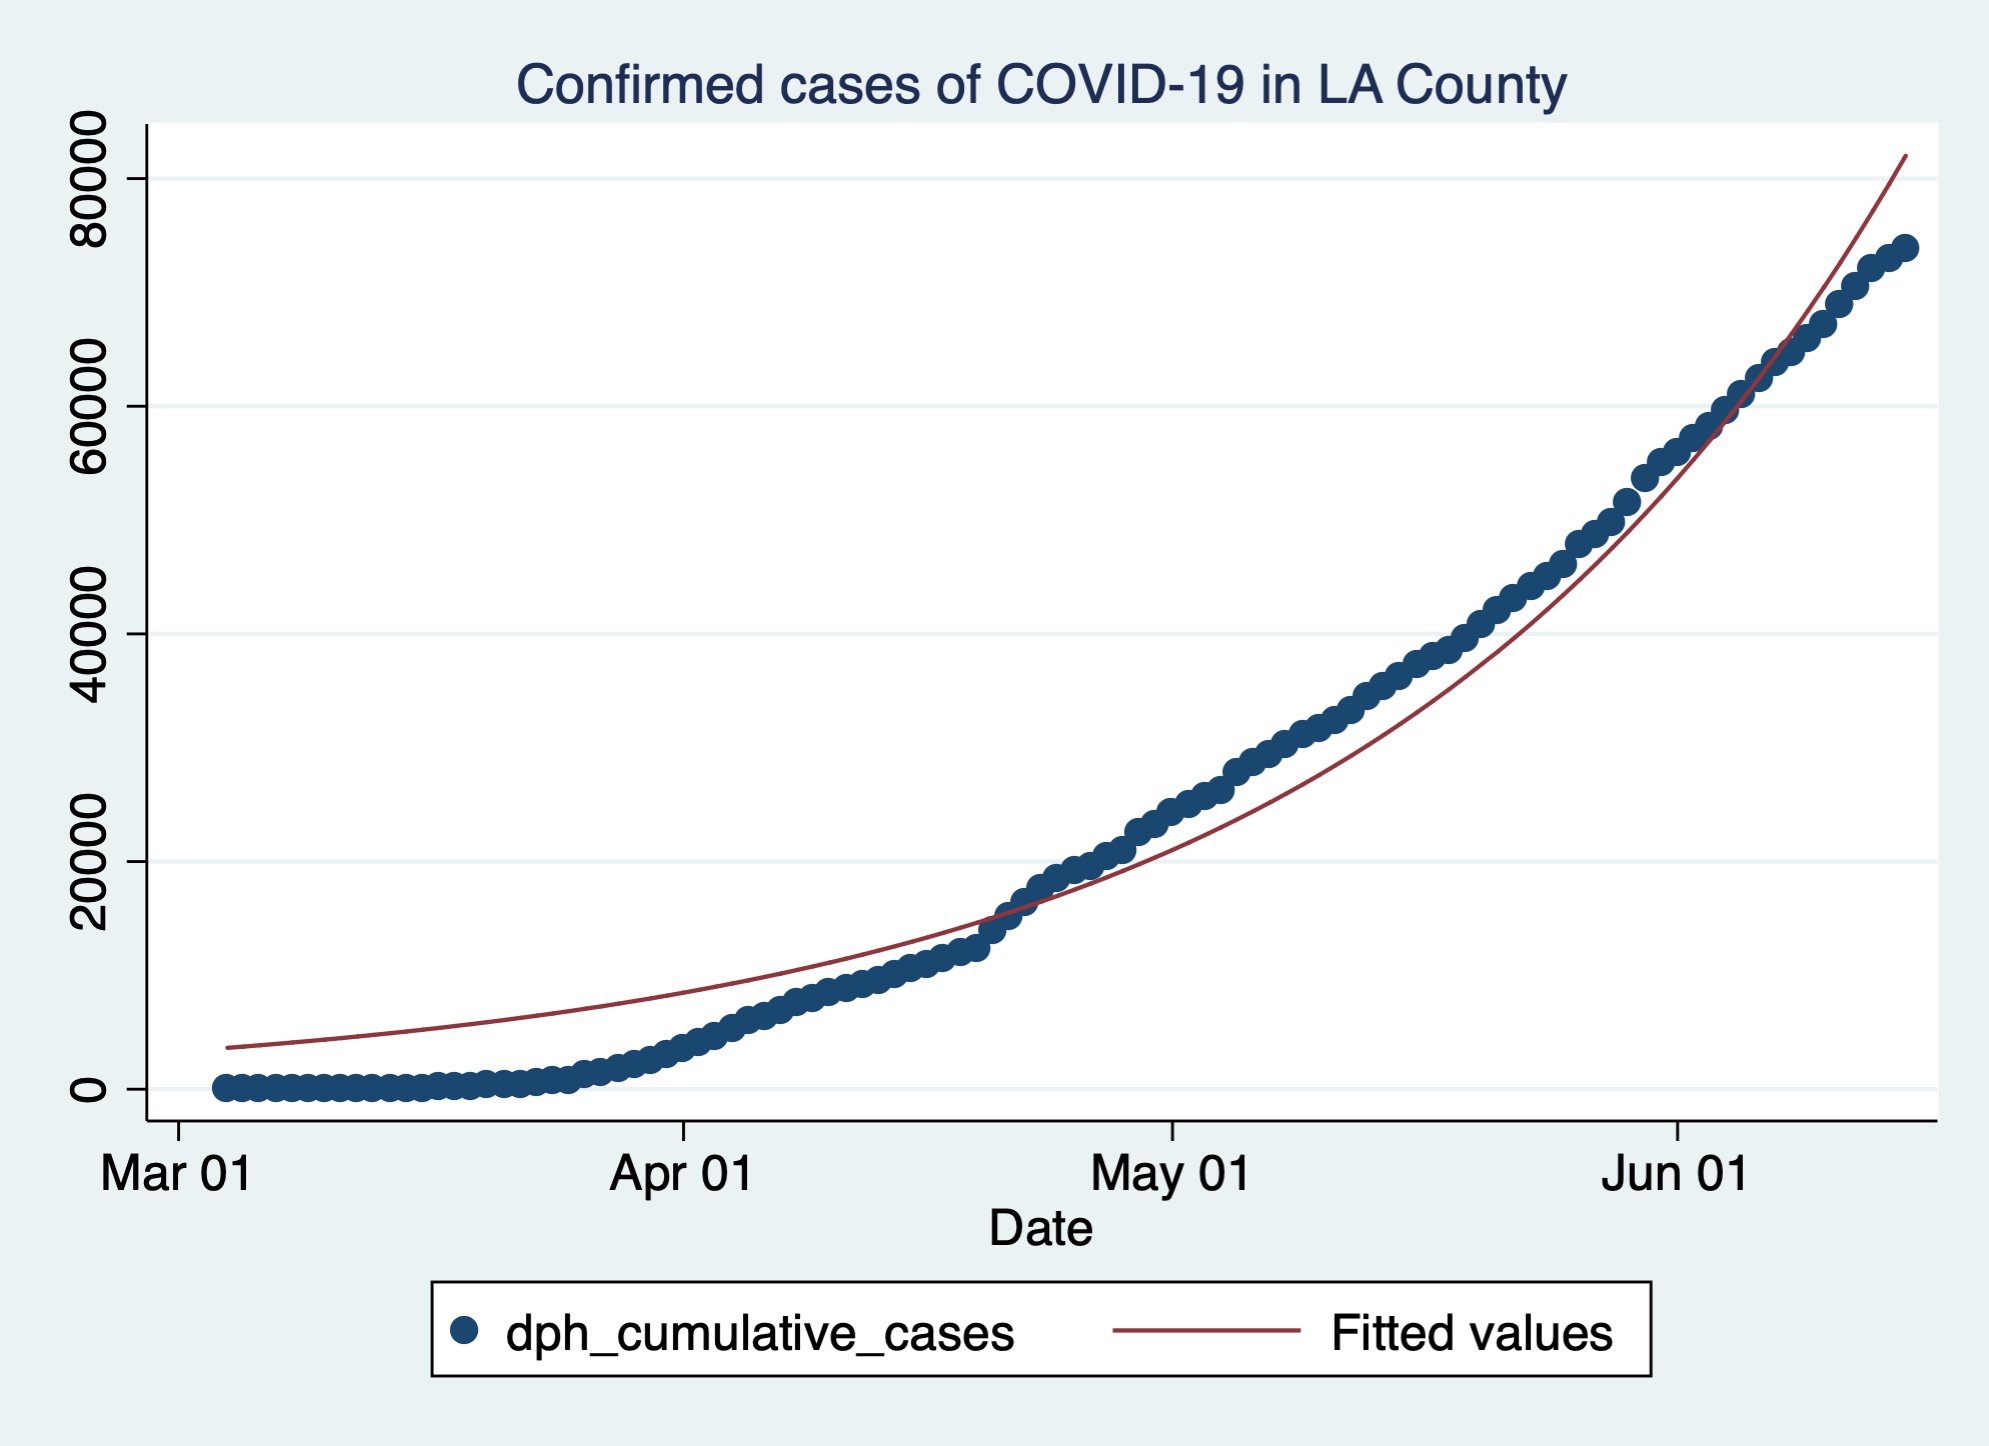 Confirmed cases of COVID-19 in LA County
80000
60000
40000
20000
0
Mar 01 Apr 01 May 01 Jun 01
Date
dph_cumulative_cases Fitted values